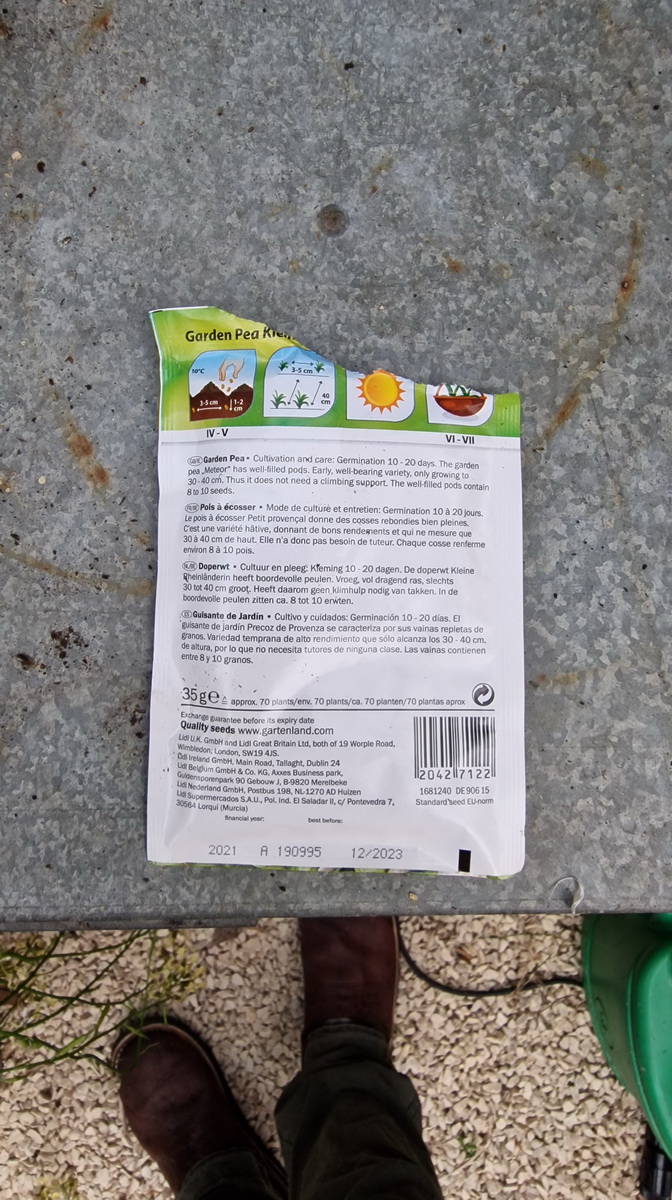 Garden Pea
10°C
3-5 cm
1-2
cm
3-5 cm
40
cm
IV - V
VI - VII
GB/IE Garden Pea • Cultivation and care: Germination 10 - 20 days. The garden
pea „Meteor" has well-filled pods. Early, well-bearing variety, only growing to
30 - 40 cm. Thus it does not need a climbing support. The well-filled pods contain
8 to 10 seeds.
Pois à écosser • Mode de culture et entretien: Germination 10 à 20 jours.
Le pois à écosser Petit provençal donne des cosses rebondies bien pleines.
C'est une variété hâtive, donnant de bons rendements et qui ne mesure que
30 à 40 cm de haut. Elle n'a donc pas besoin de tuteur. Chaque cosse renferme
environ 8 à 10 pois.
Doperwt • Cultuur en pleeg: Kieming 10 - 20 dagen. De doperwt Kleine
Rheinländerin heeft boordevolle peulen. Vroeg, vol dragend ras, slechts
30 tot 40 cm groot. Heeft daarom geen klimhulp nodig van takken. In de
boordevolle peulen zitten ca. 8 tot 10 erwten.
ES Guisante de Jardín • Cultivo y cuidados: Germinación 10 - 20 días. El
guisante de jardín Precoz de Provenza se caracteriza por sus vainas repletas de
granos. Variedad temprana de alto rendimiento que sólo alcanza los 30 - 40 cm.
de altura, por lo que no necesita tutores de ninguna clase. Las vainas contienen
entre 8 y 10 granos.
35g e ≙ approx. 70 plants/env. 70 plants/ca. 70 planten/70 plantas aprox
Exchange guarantee before its expiry date
Quality seeds www.gartenland.com
Lidl U.K. GmbH and Lidl Great Britain Ltd, both of 19 Worple Road,
Wimbledon, London, SW19 4JS.
Lidl Ireland GmbH, Main Road, Tallaght, Dublin 24
Lidl Belgium GmbH & Co. KG, Axxes Business park,
Guldensporenpark 90 Gebouw J, B-9820 Merelbeke
Lidl Nederland GmbH, Postbus 198, NL-1270 AD Huizen
Lidl Supermercados S.A.U., Pol. Ind. El Saladar II, c/ Pontevedra 7,
30564 Lorquí (Murcia)
2042 7122
1681240 DE 906 15
Standard seed EU-norm
financial year: best before:
2021 A 190995 12/2023